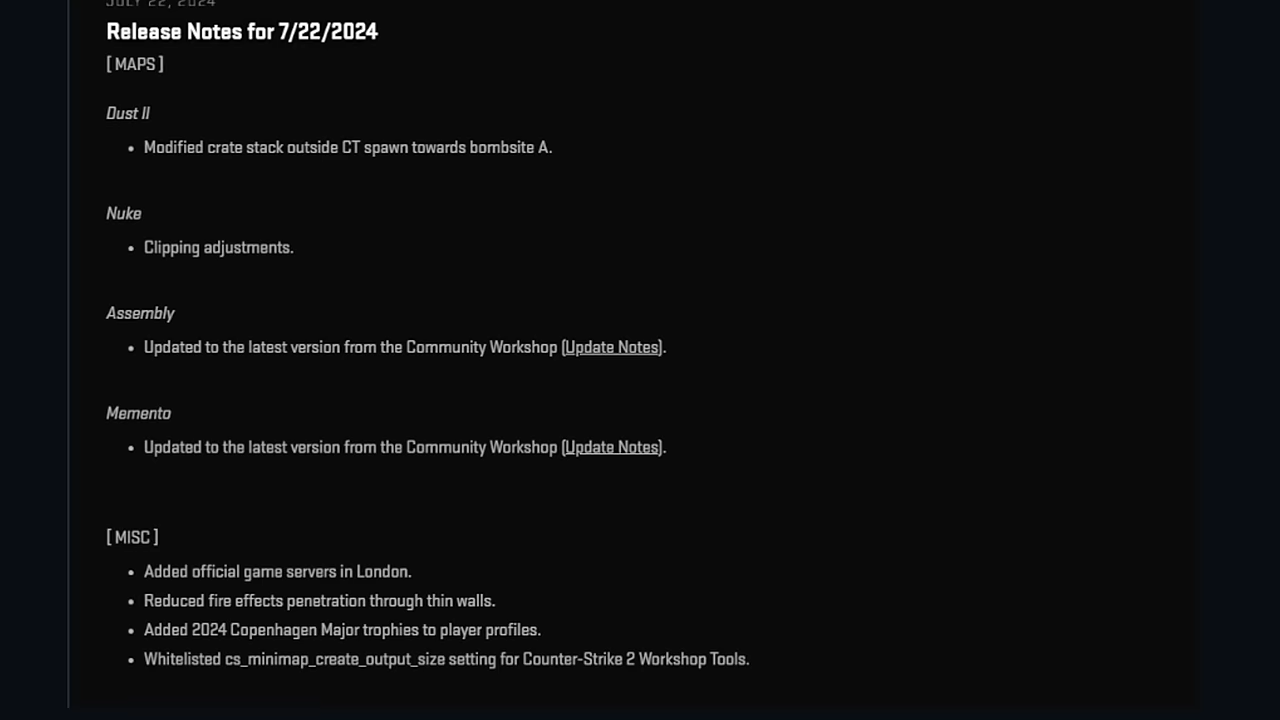 JULY 22, 2024
Release Notes for 7/22/2024
[ MAPS ]
Dust II
• Modified crate stack outside CT spawn towards bombsite A.
Nuke
• Clipping adjustments.
Assembly
• Updated to the latest version from the Community Workshop (Update Notes).
Memento
• Updated to the latest version from the Community Workshop (Update Notes).
[ MISC ]
• Added official game servers in London.
• Reduced fire effects penetration through thin walls.
• Added 2024 Copenhagen Major trophies to player profiles.
• Whitelisted cs_minimap_create_output_size setting for Counter-Strike 2 Workshop Tools.